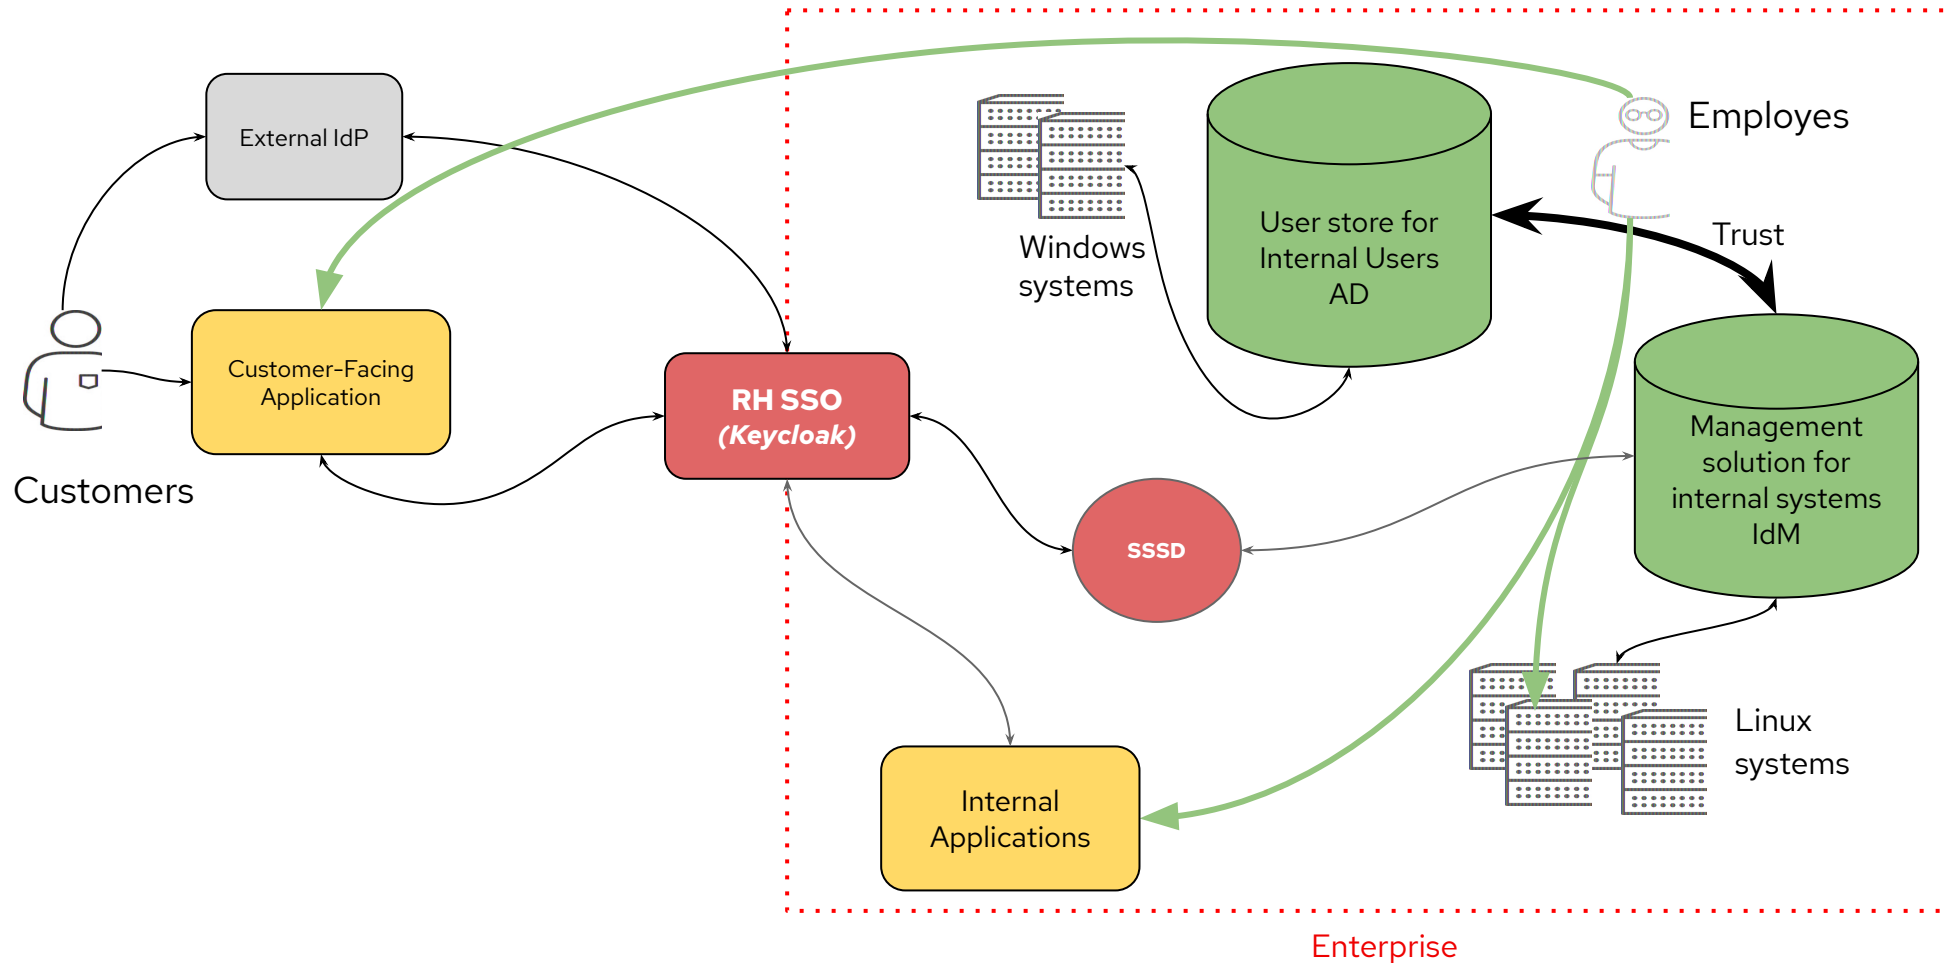 External IdP
Customer-Facing
Application
Customers
RH SSO
(Keycloak)
Windows
systems
User store for
Internal Users
AD
Employes
Trust
Management
solution for
internal systems
IdM
SSSD
Linux
systems
Internal
Applications
Enterprise